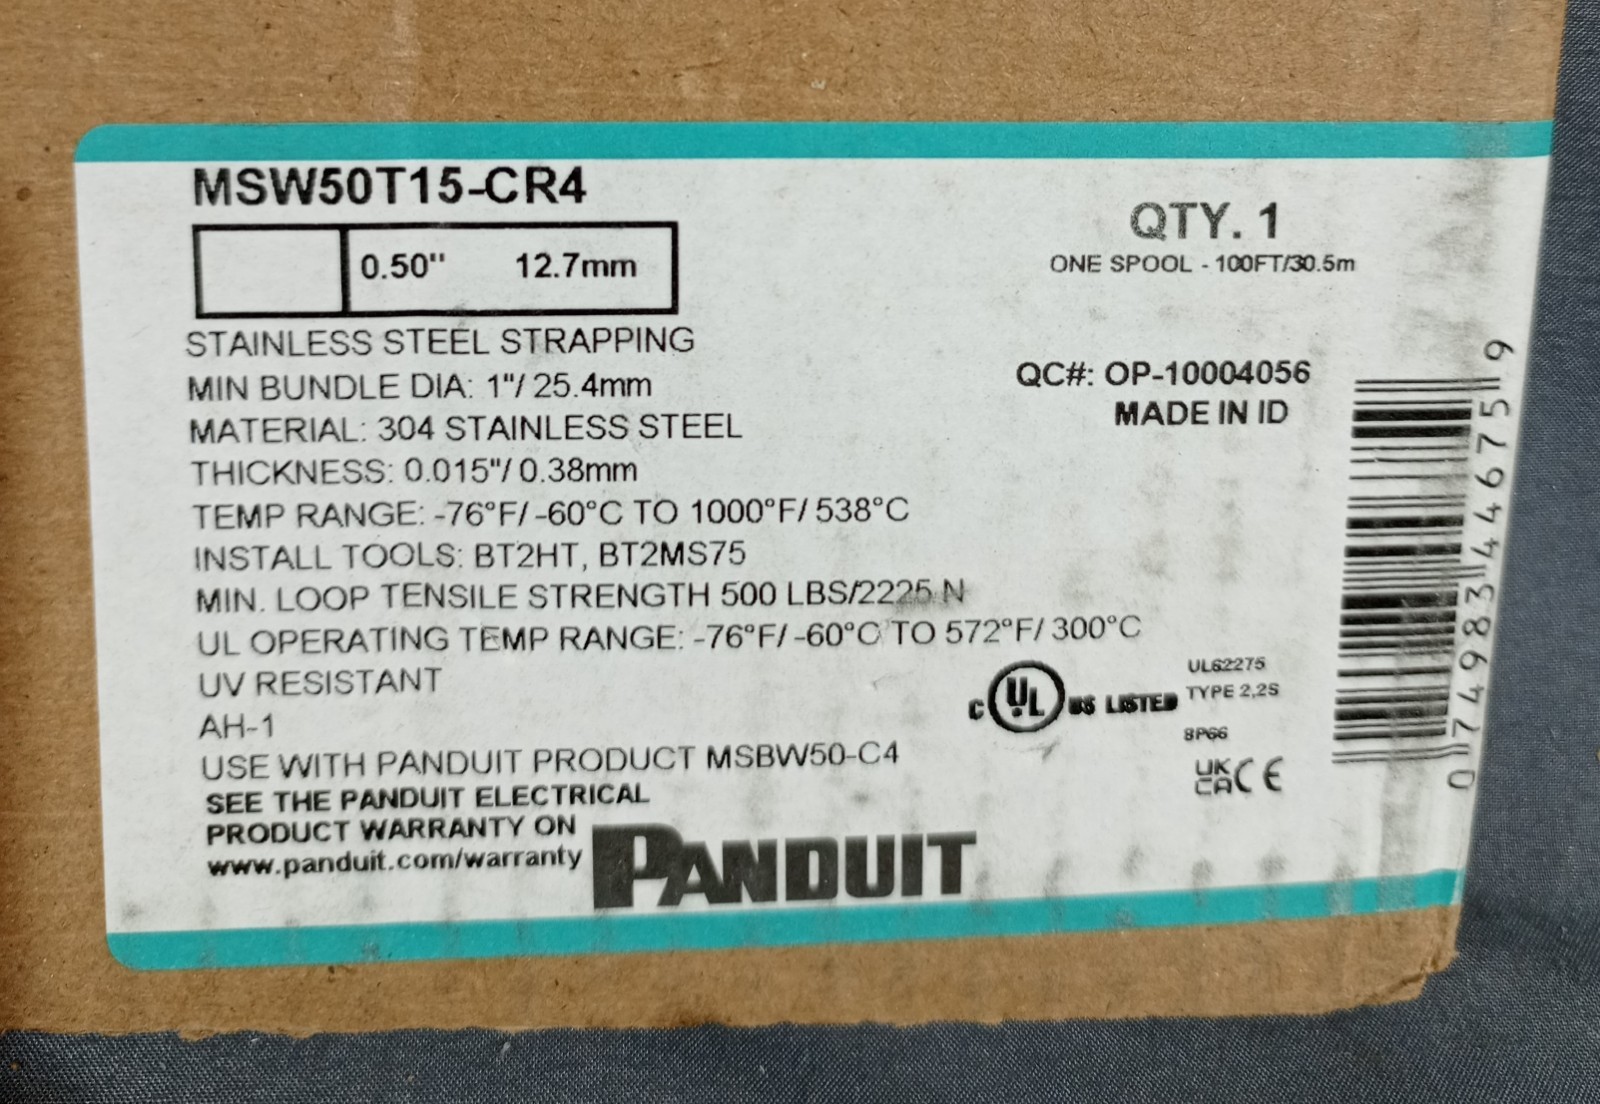 MSW50T15-CR4
0.50" 12.7mm
STAINLESS STEEL STRAPPING
MIN BUNDLE DIA: 1"/ 25.4mm
MATERIAL: 304 STAINLESS STEEL
THICKNESS: 0.015"/ 0.38mm
TEMP RANGE: -76°F/ -60°C TO 1000°F/ 538°C
INSTALL TOOLS: BT2HT, BT2MS75
MIN. LOOP TENSILE STRENGTH 500 LBS/2225 N
UL OPERATING TEMP RANGE: -76°F/ -60°C TO 572°F/ 300°C
UV RESISTANT
AH-1
USE WITH PANDUIT PRODUCT MSBW50-C4
SEE THE PANDUIT ELECTRICAL
PRODUCT WARRANTY ON
www.panduit.com/warranty
PANDUIT
QTY. 1
ONE SPOOL - 100FT/30.5m
QC#: OP-10004056
MADE IN ID
C UL US LISTED
UL62275
TYPE 2,2S
8P66
UK
CA CE
0 74983 44675 9